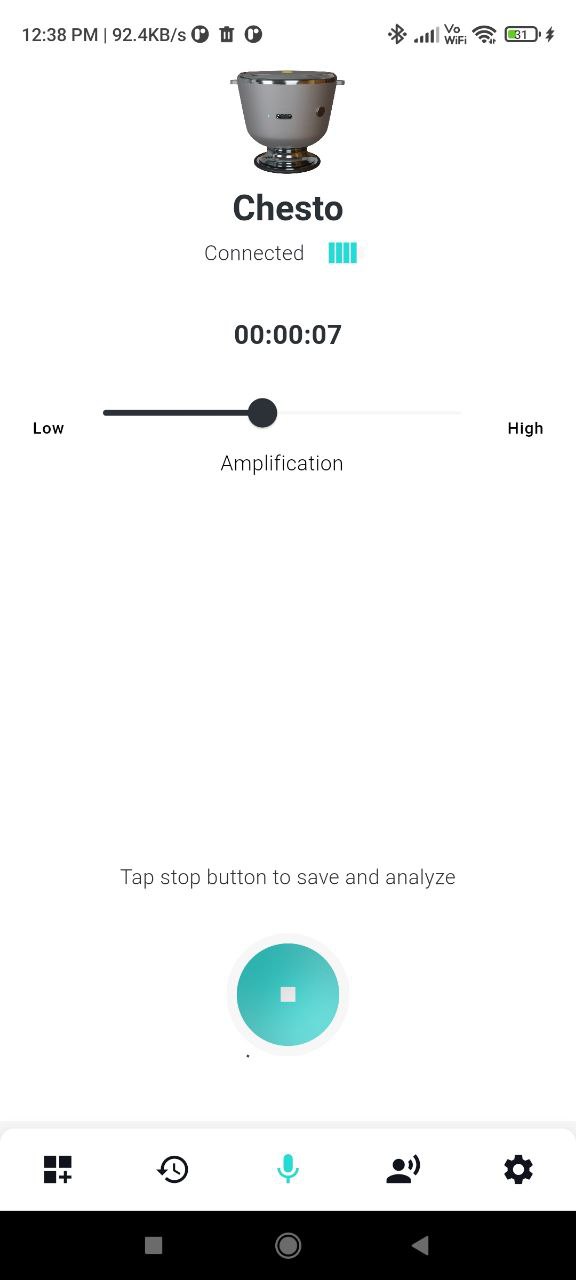 12:38 PM | 92.4KB/s Vo WiFi 31
Chesto
Connected
00:00:07
Low High
Amplification
Tap stop button to save and analyze